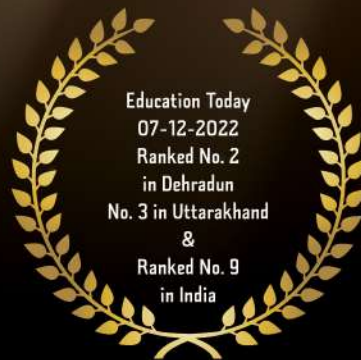 Education Today
07-12-2022
Ranked No. 2
in Dehradun
No. 3 in Uttarakhand
&
Ranked No. 9
in India